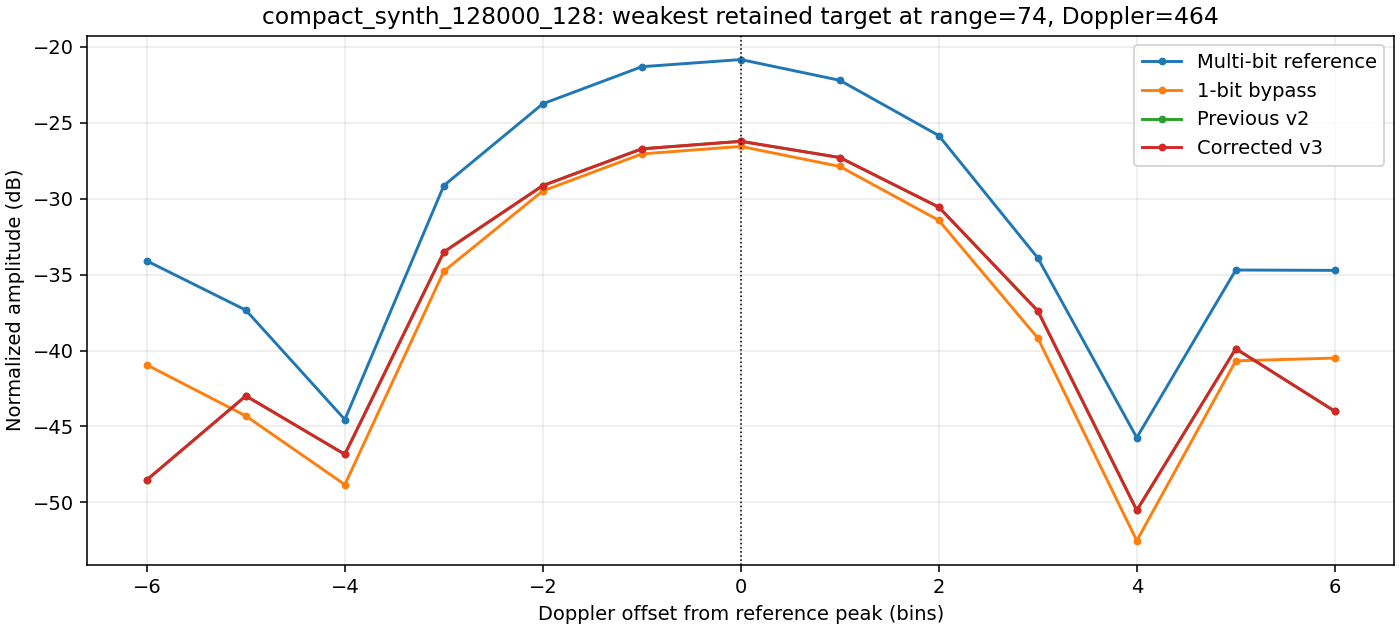 compact_synth_128000_128: weakest retained target at range=74, Doppler=464
Normalized amplitude (dB)
−20
−25
−30
−35
−40
−45
−50
Multi-bit reference
1-bit bypass
Previous v2
Corrected v3
−6
−4
−2
0
2
4
6
Doppler offset from reference peak (bins)